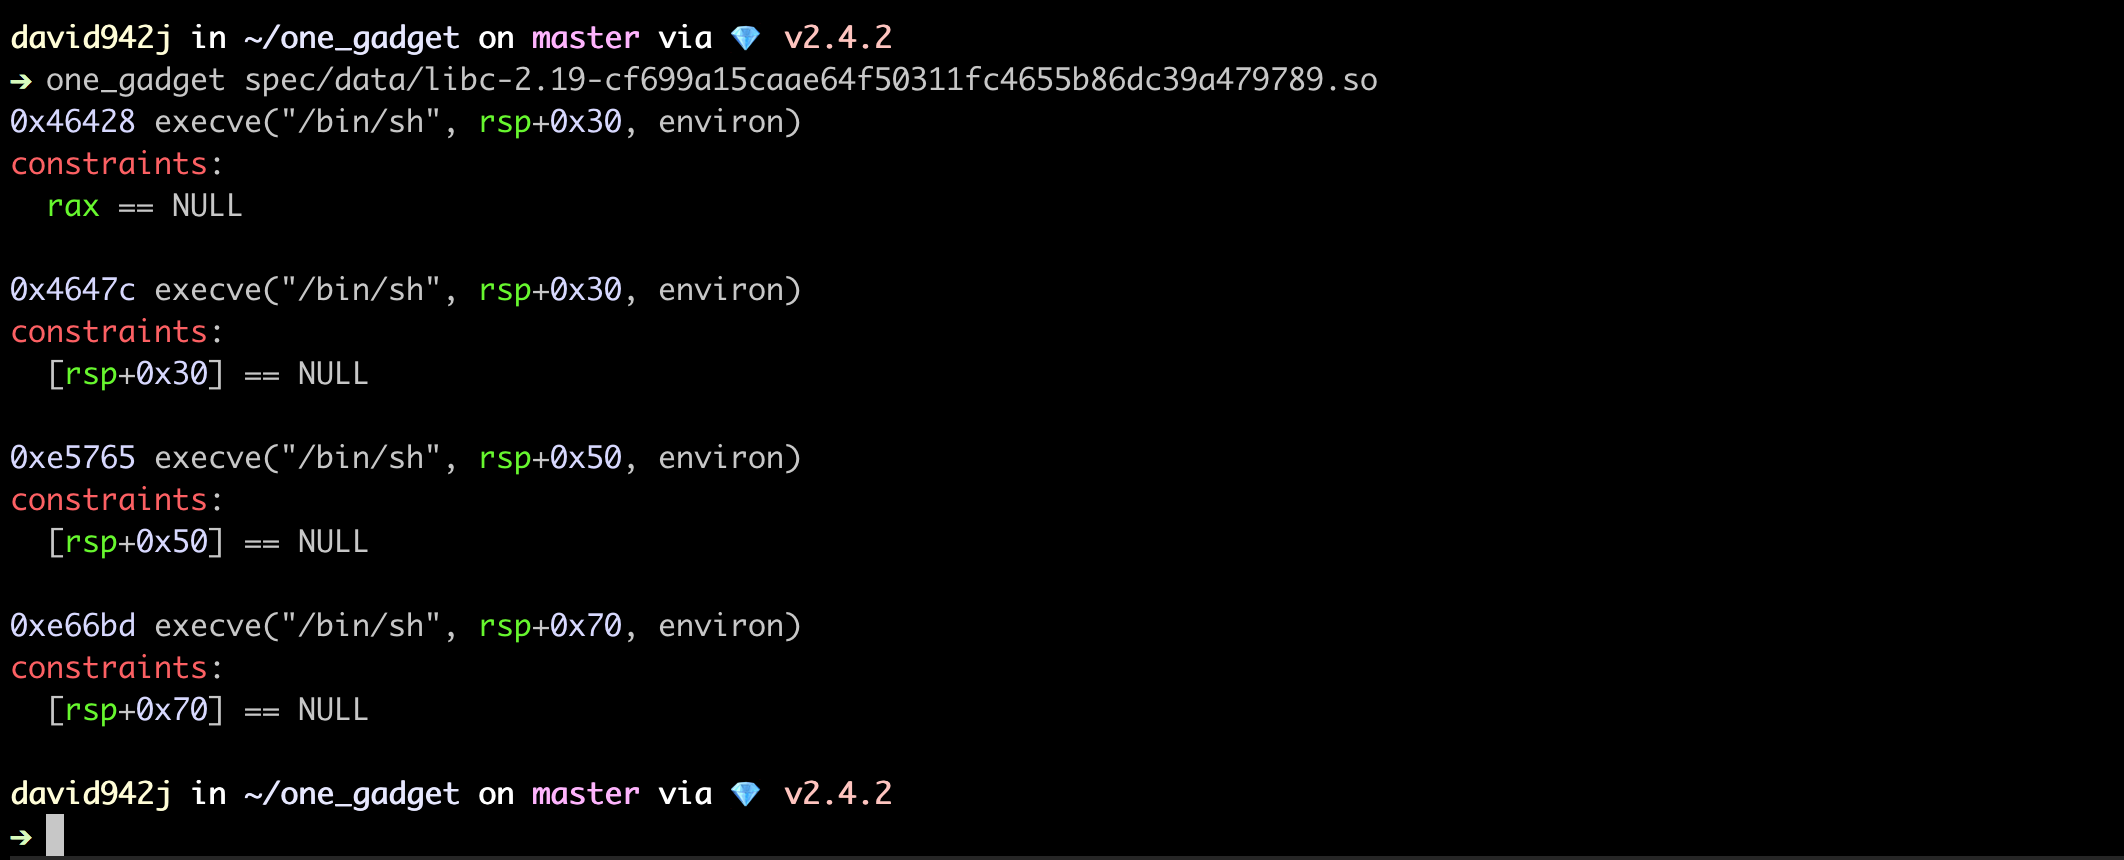 david942j in ~/one_gadget on master via 💎 v2.4.2
➜ one_gadget spec/data/libc-2.19-cf699a15caae64f50311fc4655b86dc39a479789.so
0x46428 execve("/bin/sh", rsp+0x30, environ)
constraints:
  rax == NULL

0x4647c execve("/bin/sh", rsp+0x30, environ)
constraints:
  [rsp+0x30] == NULL

0xe5765 execve("/bin/sh", rsp+0x50, environ)
constraints:
  [rsp+0x50] == NULL

0xe66bd execve("/bin/sh", rsp+0x70, environ)
constraints:
  [rsp+0x70] == NULL

david942j in ~/one_gadget on master via 💎 v2.4.2
➜